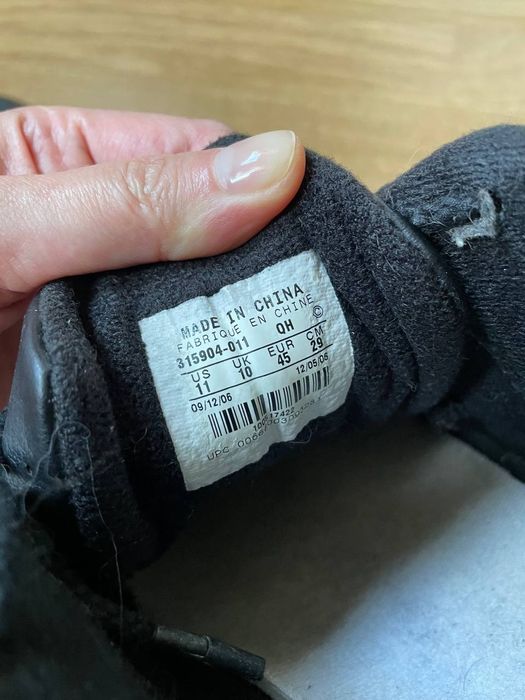 MADE IN CHINA
FABRIQUE EN CHINE ©
315904-011 QH
US UK EUR CM
11 10 45 29
09/12/06 12/05/06
UPC